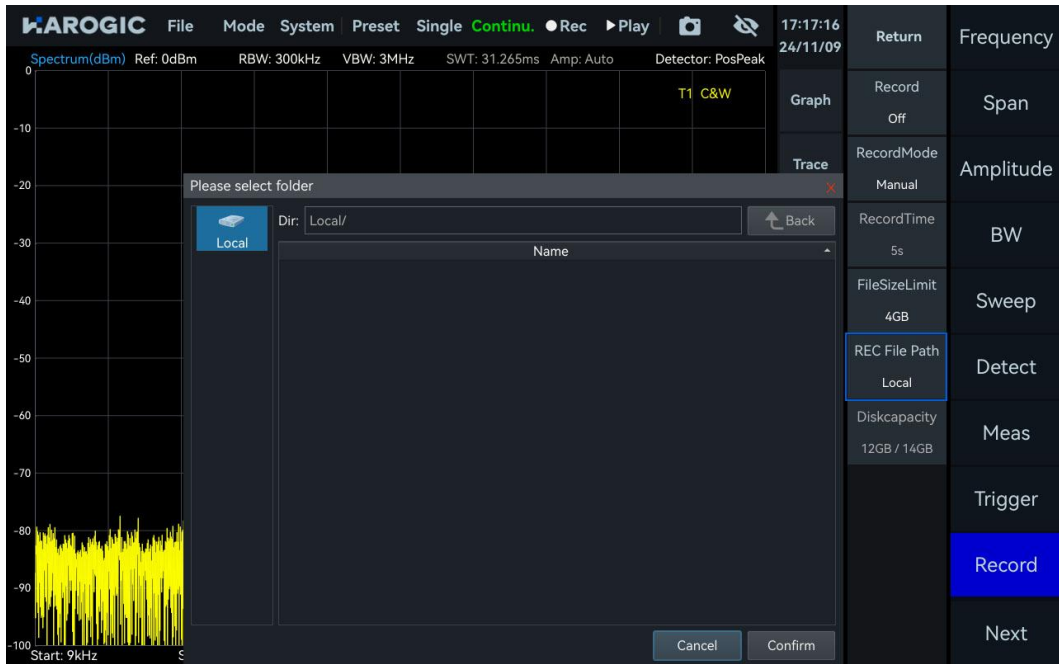 HAROGIC File Mode System Preset Single Continu. Rec Play 17:17:16 24/11/09
Spectrum(dBm) Ref: 0dBm RBW: 300kHz VBW: 3MHz SWT: 31.265ms Amp: Auto Detector: PosPeak
T1 C&W
0
-10
-20
-30
-40
-50
-60
-70
-80
-90
-100
Start: 9kHz
Graph
Trace
Please select folder
X
Local
Dir: Local/
Back
Name
Cancel Confirm
Return
Record
Off
RecordMode
Manual
RecordTime
5s
FileSizeLimit
4GB
REC File Path
Local
Diskcapacity
12GB / 14GB
Frequency
Span
Amplitude
BW
Sweep
Detect
Meas
Trigger
Record
Next